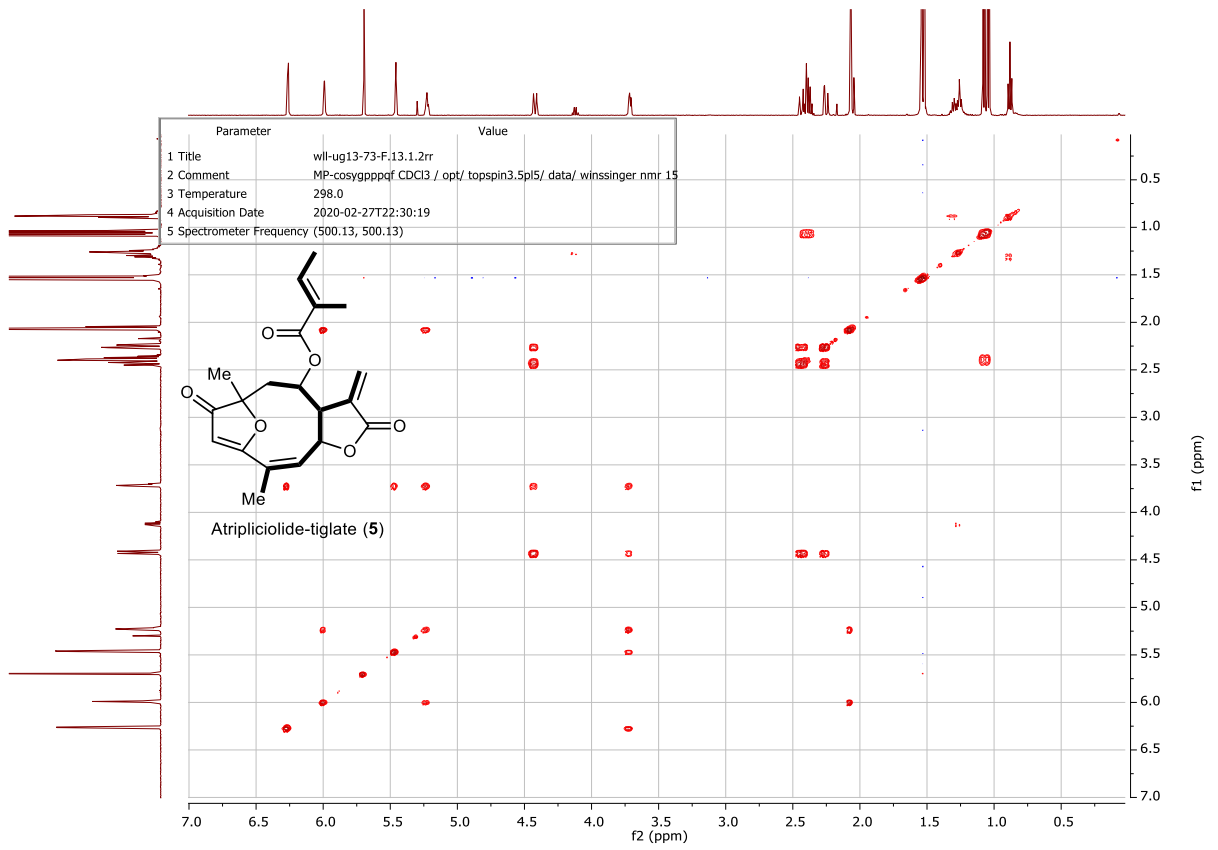 Parameter Value
1 Title wll-ug13-73-F.13.1.2rr
2 Comment MP-cosygpppqf CDCl3 / opt/ topspin3.5pl5/ data/ winssinger nmr 15
3 Temperature 298.0
4 Acquisition Date 2020-02-27T22:30:19
5 Spectrometer Frequency (500.13, 500.13)
O
O
Me
O
O
O
O
Me
Atripliciolide-tiglate (5)
0.5
1.0
1.5
2.0
2.5
3.0
3.5
4.0
4.5
5.0
5.5
6.0
6.5
7.0
f1 (ppm)
7.0 6.5 6.0 5.5 5.0 4.5 4.0 3.5 3.0 2.5 2.0 1.5 1.0 0.5
f2 (ppm)